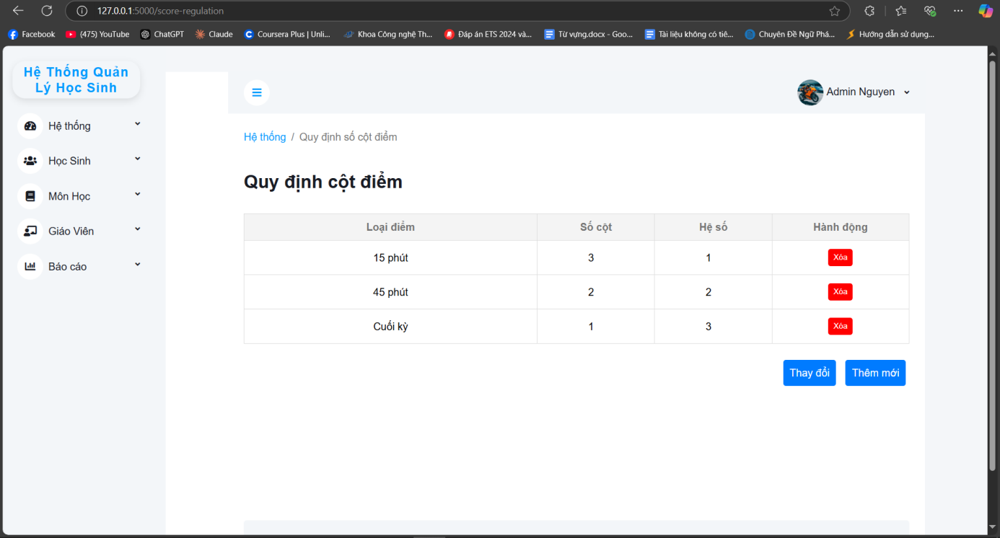 127.0.0.1:5000/score-regulation
Facebook (475) YouTube ChatGPT Claude Coursera Plus | Unli... Khoa Công nghệ Th... Đáp án ETS 2024 và... Từ vựng.docx - Goo... Tài liệu không có tiê... Chuyên Đề Ngữ Phá... Hướng dẫn sử dụng...
Hệ Thống Quản
Lý Học Sinh
Admin Nguyen
Hệ thống
Học Sinh
Môn Học
Giáo Viên
Báo cáo
Hệ thống / Quy định số cột điểm
Quy định cột điểm
Loại điểm Số cột Hệ số Hành động
15 phút 3 1 Xóa
45 phút 2 2 Xóa
Cuối kỳ 1 3 Xóa
Thay đổi Thêm mới